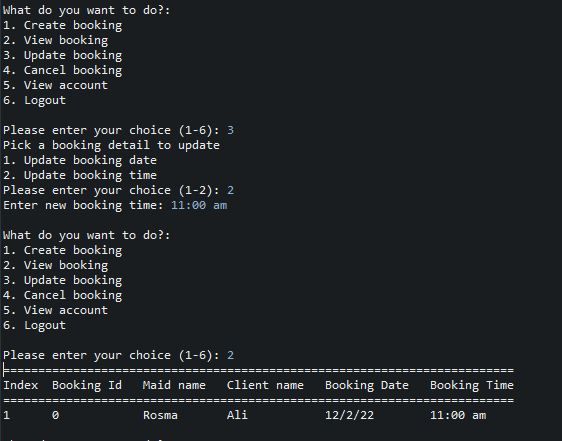 What do you want to do?:
1. Create booking
2. View booking
3. Update booking
4. Cancel booking
5. View account
6. Logout
Please enter your choice (1-6): 3
Pick a booking detail to update
1. Update booking date
2. Update booking time
Please enter your choice (1-2): 2
Enter new booking time: 11:00 am
What do you want to do?:
1. Create booking
2. View booking
3. Update booking
4. Cancel booking
5. View account
6. Logout
Please enter your choice (1-6): 2
=========================================================================
Index  Booking Id   Maid name   Client name   Booking Date   Booking Time
=========================================================================
1      0            Rosma       Ali           12/2/22        11:00 am